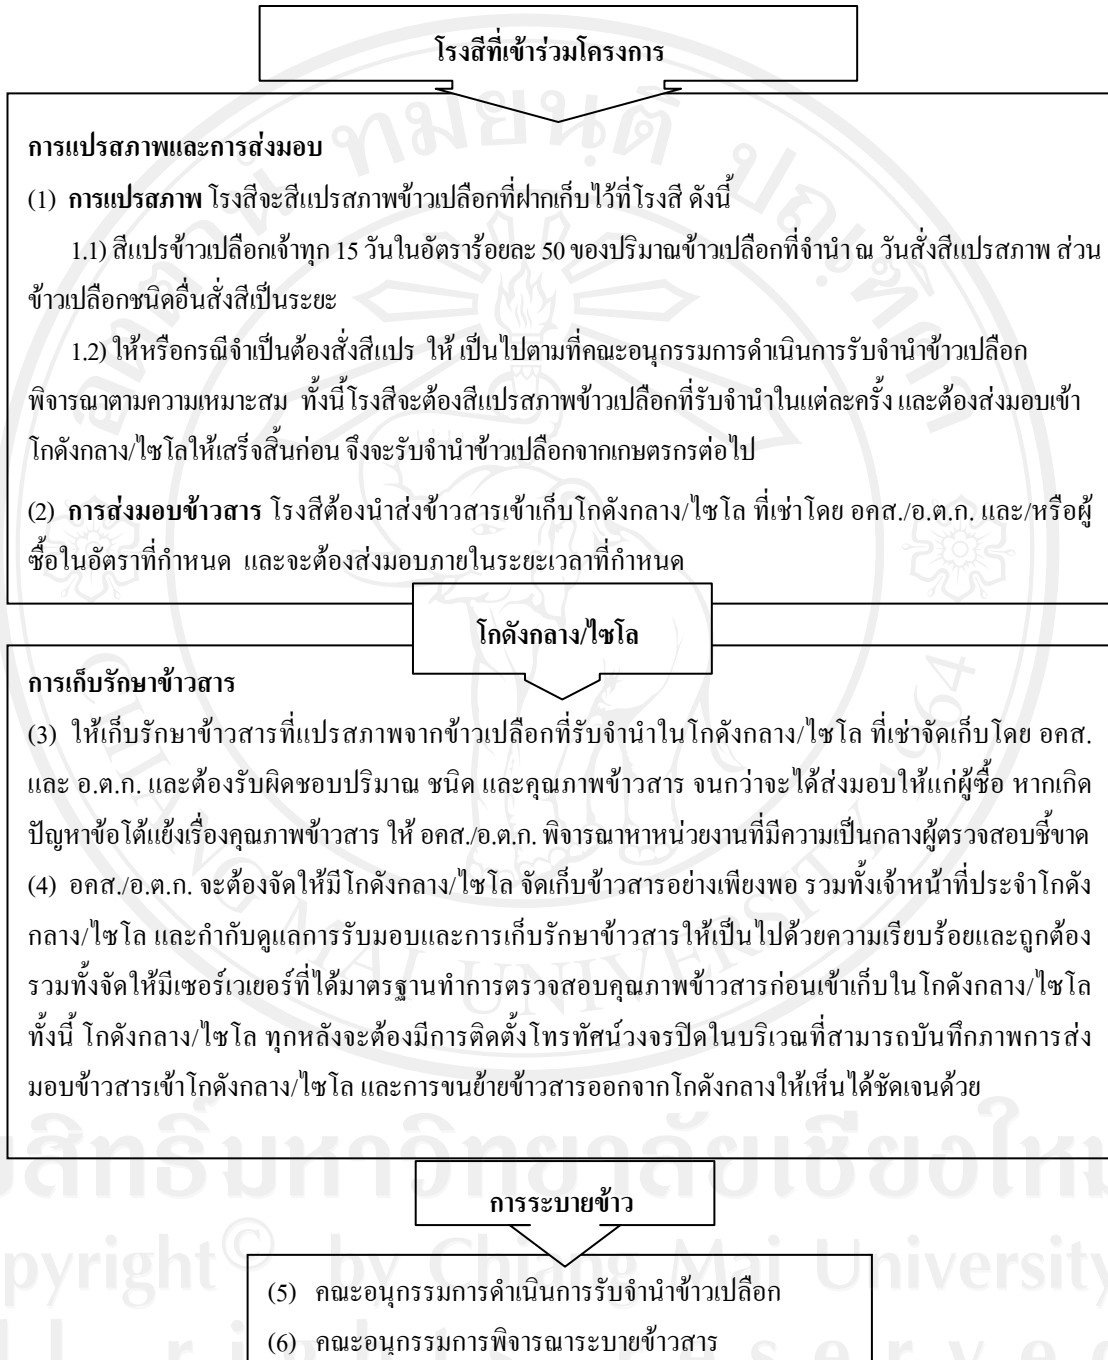 โรงสีที่เข้าร่วมโครงการ
การแปรสภาพและการส่งมอบ
(1) การแปรสภาพ โรงสีจะสีแปรสภาพข้าวเปลือกที่ฝากเก็บไว้ที่โรงสี ดังนี้
1.1) สีแปรข้าวเปลือกเจ้าทุก 15 วันในอัตราร้อยละ 50 ของปริมาณข้าวเปลือกที่จำนำ ณ วันสั่งสีแปรสภาพ ส่วน
ข้าวเปลือกชนิดอื่นสั่งสีเป็นระยะ
1.2) ให้หรือกรณีจำเป็นต้องสั่งสีแปร ให้ เป็นไปตามที่คณะอนุกรรมการดำเนินการรับจำนำข้าวเปลือก
พิจารณาตามความเหมาะสม ทั้งนี้โรงสีจะต้องสีแปรสภาพข้าวเปลือกที่รับจำนำในแต่ละครั้ง และต้องส่งมอบเข้า
โกดังกลาง/ไซโลให้เสร็จสิ้นก่อน จึงจะรับจำนำข้าวเปลือกจากเกษตรกรต่อไป
(2) การส่งมอบข้าวสาร โรงสีต้องนำส่งข้าวสารเข้าเก็บโกดังกลาง/ไซโล ที่เช่าโดย อคส./อ.ต.ก. และ/หรือผู้
ซื้อในอัตราที่กำหนด และจะต้องส่งมอบภายในระยะเวลาที่กำหนด
โกดังกลาง/ไซโล
การเก็บรักษาข้าวสาร
(3) ให้เก็บรักษาข้าวสารที่แปรสภาพจากข้าวเปลือกที่รับจำนำในโกดังกลาง/ไซโล ที่เช่าจัดเก็บโดย อคส.
และ อ.ต.ก. และต้องรับผิดชอบปริมาณ ชนิด และคุณภาพข้าวสาร จนกว่าจะได้ส่งมอบให้แก่ผู้ซื้อ หากเกิด
ปัญหาข้อโต้แย้งเรื่องคุณภาพข้าวสาร ให้ อคส./อ.ต.ก. พิจารณาหาหน่วยงานที่มีความเป็นกลางผู้ตรวจสอบชี้ขาด
(4) อคส./อ.ต.ก. จะต้องจัดให้มีโกดังกลาง/ไซโล จัดเก็บข้าวสารอย่างเพียงพอ รวมทั้งเจ้าหน้าที่ประจำโกดัง
กลาง/ไซโล และกำกับดูแลการรับมอบและการเก็บรักษาข้าวสารให้เป็นไปด้วยความเรียบร้อยและถูกต้อง
รวมทั้งจัดให้มีเซอร์เวเยอร์ที่ได้มาตรฐานทำการตรวจสอบคุณภาพข้าวสารก่อนเข้าเก็บในโกดังกลาง/ไซโล
ทั้งนี้ โกดังกลาง/ไซโล ทุกหลังจะต้องมีการติดตั้งโทรทัศน์วงจรปิดในบริเวณที่สามารถบันทึกภาพการส่ง
มอบข้าวสารเข้าโกดังกลาง/ไซโล และการขนย้ายข้าวสารออกจากโกดังกลางให้เห็นได้ชัดเจนด้วย
การระบายข้าว
(5) คณะอนุกรรมการดำเนินการรับจำนำข้าวเปลือก
(6) คณะอนุกรรมการพิจารณาระบายข้าวสาร
CHIANG MAI UNIVERSITY 1964
by Chiang Mai University